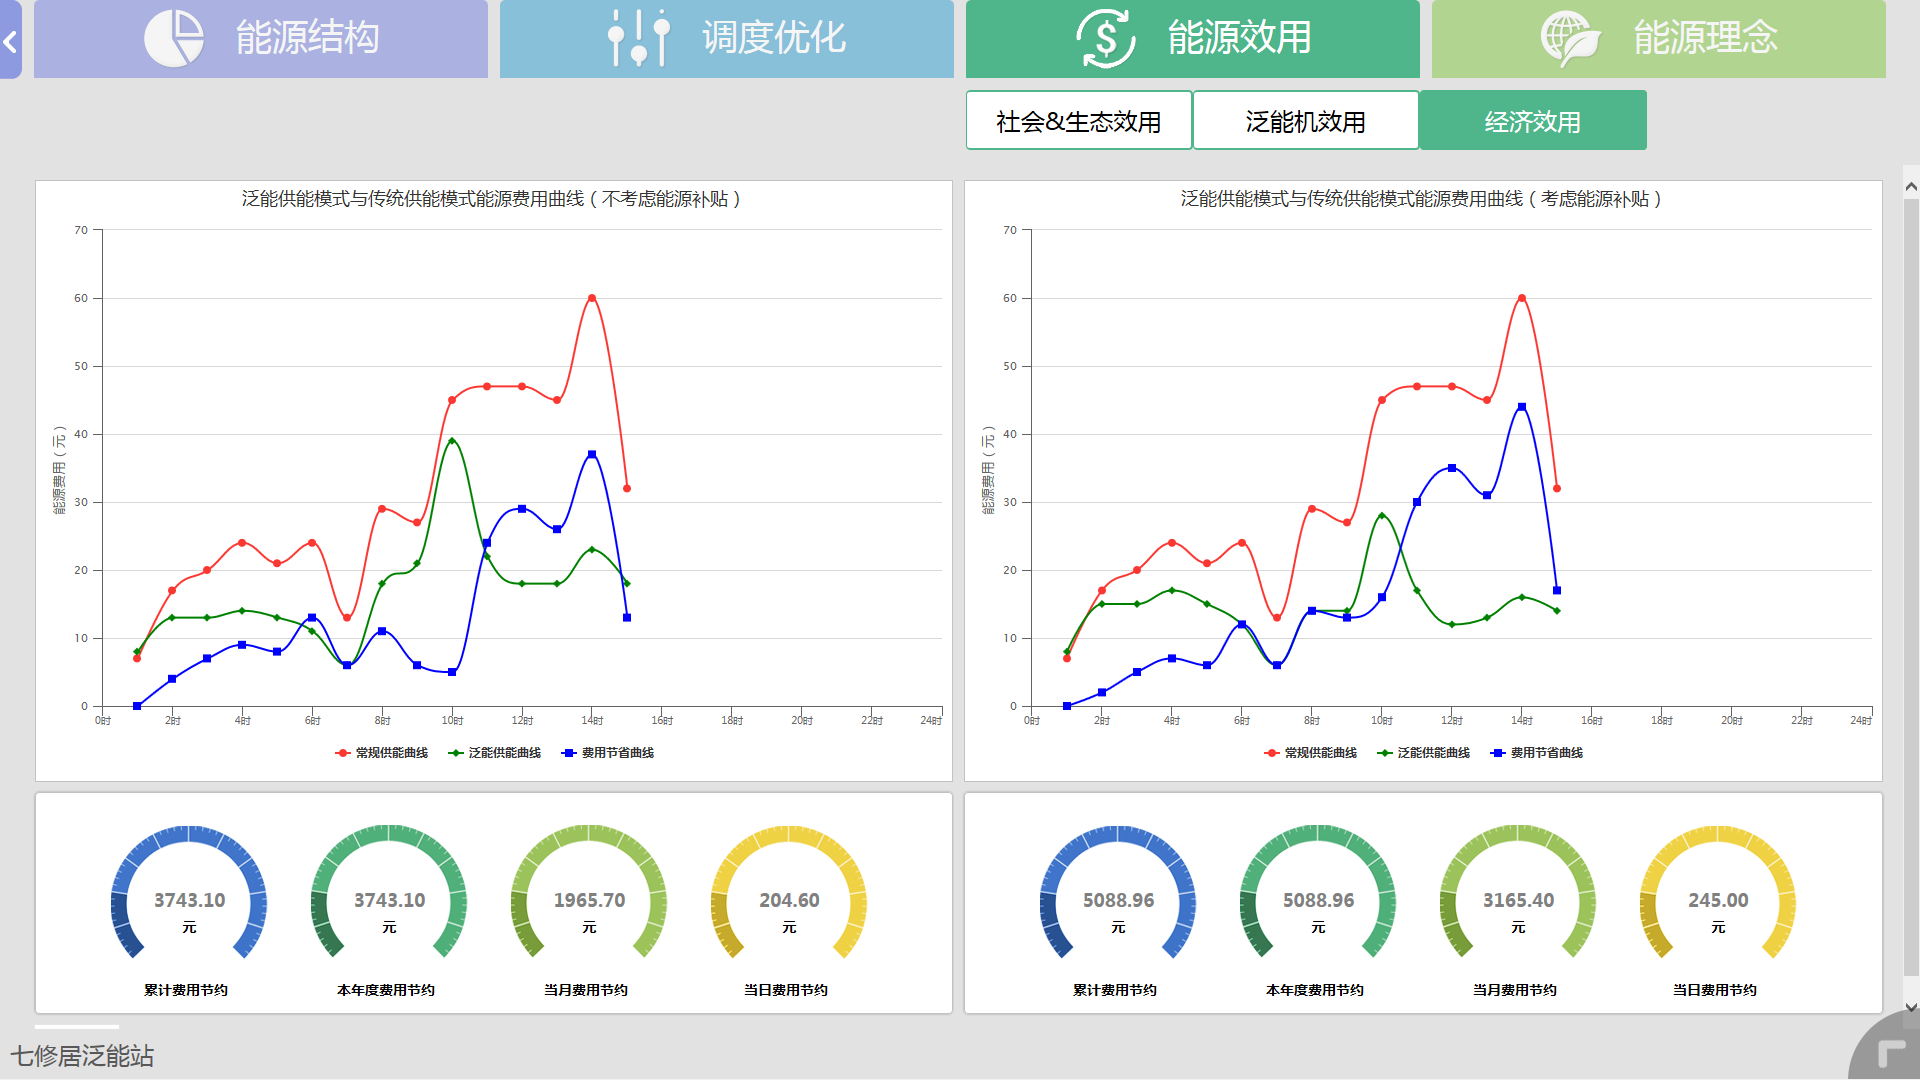 能源结构
调度优化
能源效用
能源理念
社会&生态效用
泛能机效用
经济效用
泛能供能模式与传统供能模式能源费用曲线（不考虑能源补贴）
70
60
50
40
30
20
10
0
能源费用（元）
0时 2时 4时 6时 8时 10时 12时 14时 16时 18时 20时 22时 24时
常规供能曲线 泛能供能曲线 费用节省曲线
泛能供能模式与传统供能模式能源费用曲线（考虑能源补贴）
70
60
50
40
30
20
10
0
能源费用（元）
0时 2时 4时 6时 8时 10时 12时 14时 16时 18时 20时 22时 24时
常规供能曲线 泛能供能曲线 费用节省曲线
3743.10 3743.10 1965.70 204.60
元 元 元 元
累计费用节约 本年度费用节约 当月费用节约 当日费用节约
5088.96 5088.96 3165.40 245.00
元 元 元 元
累计费用节约 本年度费用节约 当月费用节约 当日费用节约
七修居泛能站